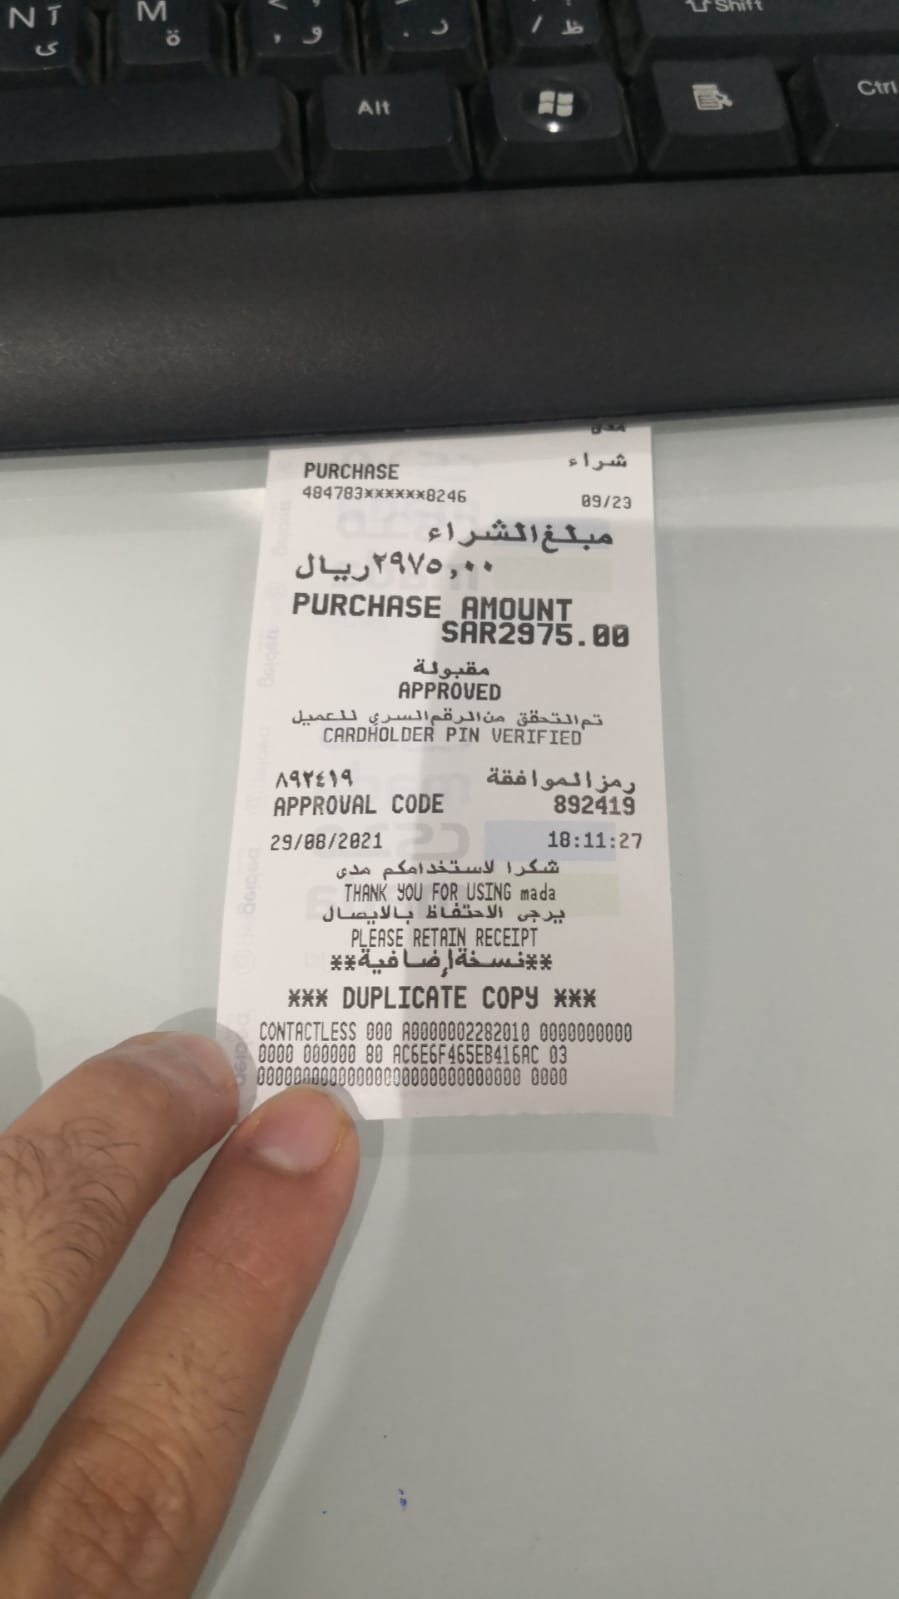 N آ ى
M ة
< , و
> . ر
? / ظ
Shift
Alt
Ctrl
مدى
PURCHASE شراء
484783******8246 09/23
مبلغ الشراء
٢٩٧٥,٠٠ ريال
PURCHASE AMOUNT
SAR2975.00
مقبولة
APPROVED
تم التحقق من الرقم السري للعميل
CARDHOLDER PIN VERIFIED
٨٩٢٤١٩ رمز الموافقة
APPROVAL CODE 892419
29/08/2021 18:11:27
شكرا لاستخدامكم مدى
THANK YOU FOR USING mada
يرجى الاحتفاظ بالايصال
PLEASE RETAIN RECEIPT
**نسخة إضافية**
*** DUPLICATE COPY ***
CONTACTLESS 000 A0000002282010 0000000000
0000 000000 80 AC6E6F465EB416AC 03